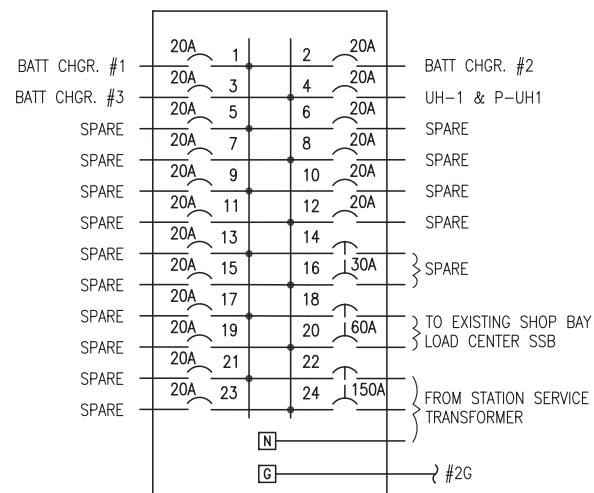 20A 1 2 20A
BATT CHGR. #1 BATT CHGR. #2
20A 3 4 20A
BATT CHGR. #3 UH-1 & P-UH1
20A 5 6 20A
SPARE SPARE
20A 7 8 20A
SPARE SPARE
20A 9 10 20A
SPARE SPARE
20A 11 12 20A
SPARE SPARE
20A 13 14
SPARE
20A 15 16 30A SPARE
SPARE
20A 17 18
SPARE TO EXISTING SHOP BAY
20A 19 20 60A LOAD CENTER SSB
SPARE
20A 21 22
SPARE
20A 23 24 150A FROM STATION SERVICE
SPARE TRANSFORMER
N
G #2G